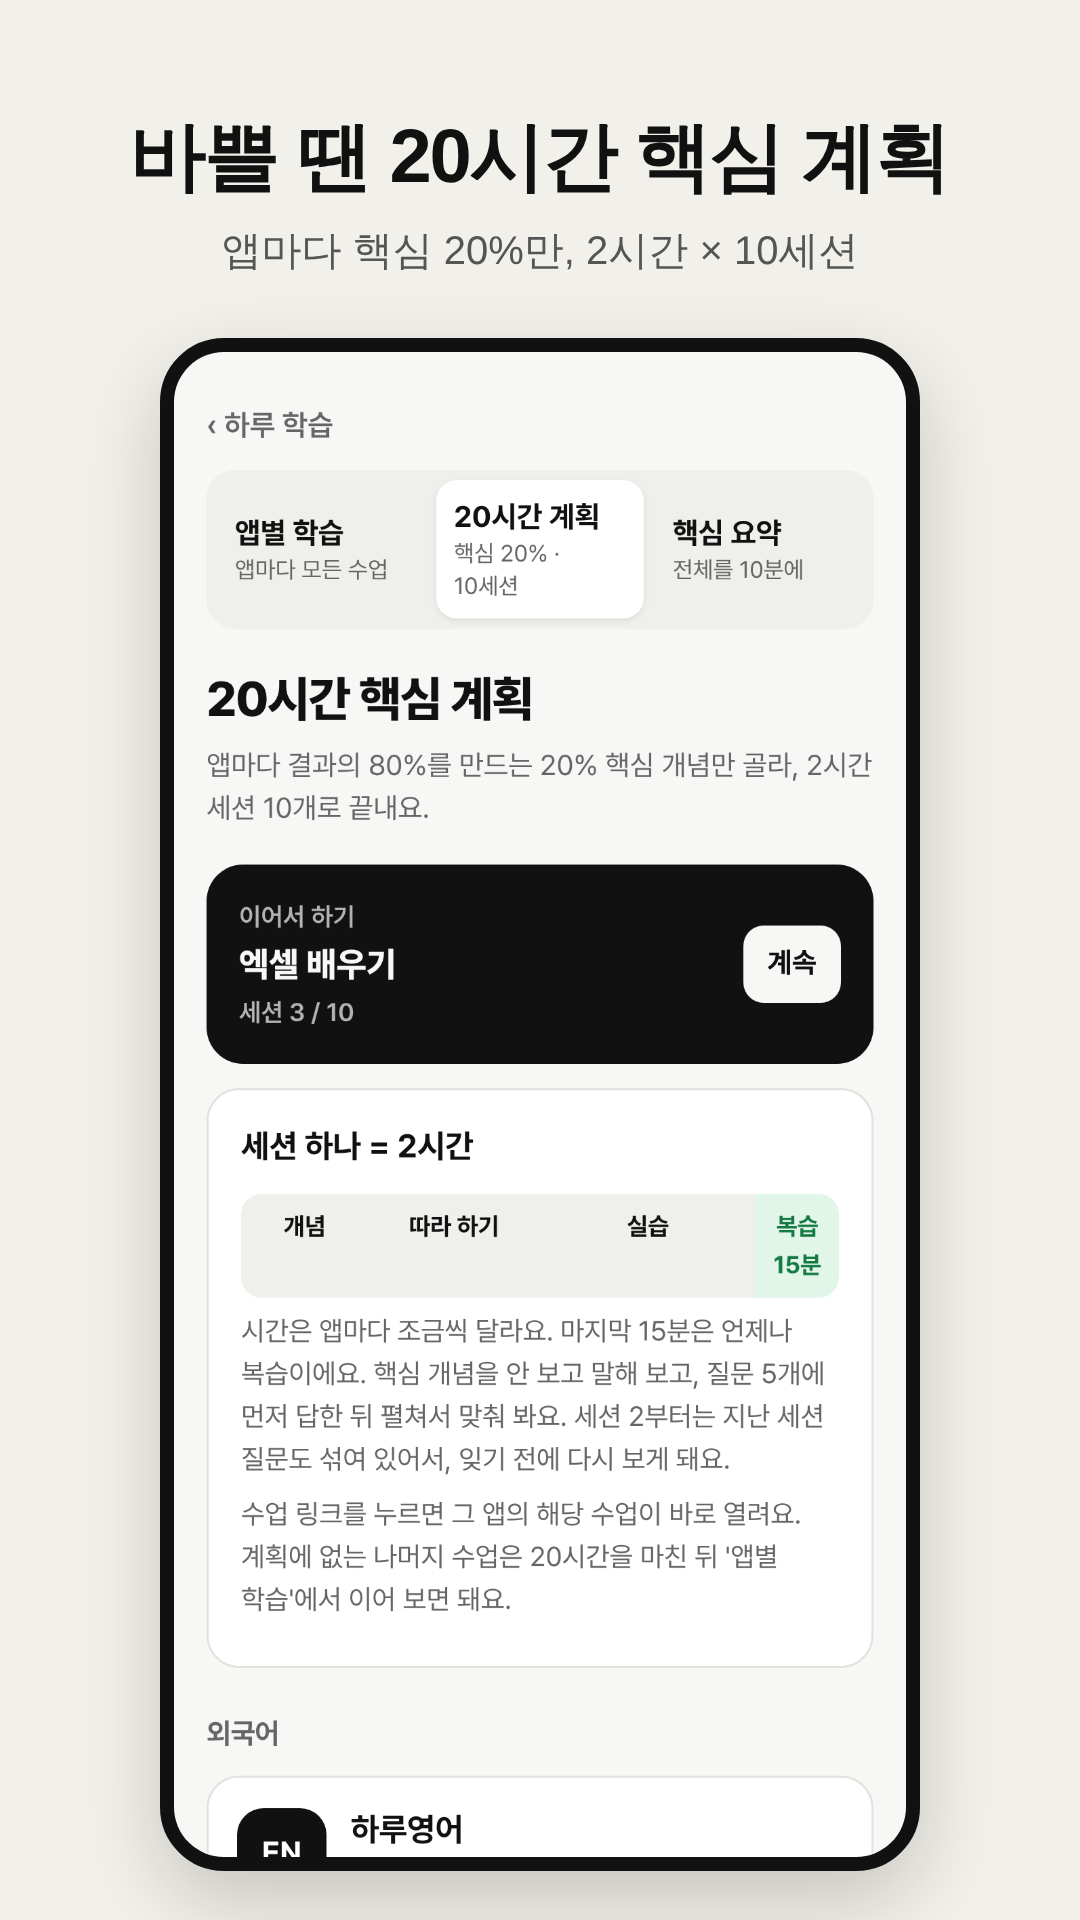 바쁠 땐 20시간 핵심 계획
앱마다 핵심 20%만, 2시간 × 10세션
‹ 하루 학습
앱별 학습
앱마다 모든 수업
20시간 계획
핵심 20% ·
10세션
핵심 요약
전체를 10분에
20시간 핵심 계획
앱마다 결과의 80%를 만드는 20% 핵심 개념만 골라, 2시간
세션 10개로 끝내요.
이어서 하기
엑셀 배우기
세션 3 / 10
계속
세션 하나 = 2시간
개념
따라 하기
실습
복습
15분
시간은 앱마다 조금씩 달라요. 마지막 15분은 언제나
복습이에요. 핵심 개념을 안 보고 말해 보고, 질문 5개에
먼저 답한 뒤 펼쳐서 맞춰 봐요. 세션 2부터는 지난 세션
질문도 섞여 있어서, 잊기 전에 다시 보게 돼요.
수업 링크를 누르면 그 앱의 해당 수업이 바로 열려요.
계획에 없는 나머지 수업은 20시간을 마친 뒤 '앱별
학습'에서 이어 보면 돼요.
외국어
EN
하루영어